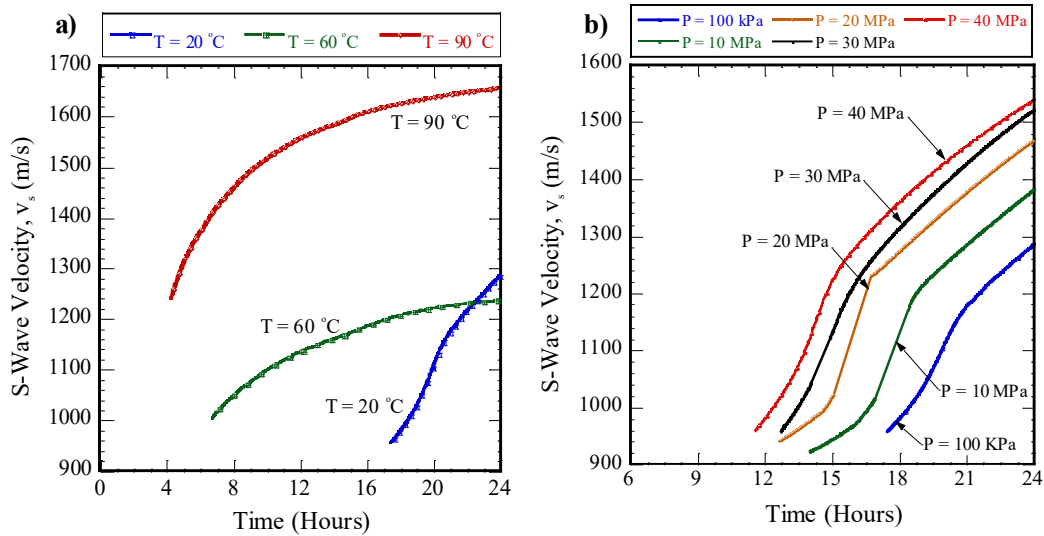 a)
T = 20 °C T = 60 °C T = 90 °C
1700
1600
1500
1400
1300
1200
1100
1000
900
S-Wave Velocity, vs (m/s)
T = 90 °C
T = 60 °C
T = 20 °C
0 4 8 12 16 20 24
Time (Hours)
b)
P = 100 kPa P = 20 MPa P = 40 MPa
P = 10 MPa P = 30 MPa
1600
1500
1400
1300
1200
1100
1000
900
S-Wave Velocity, vs (m/s)
P = 40 MPa
P = 30 MPa
P = 20 MPa
P = 10 MPa
P = 100 KPa
6 9 12 15 18 21 24
Time (Hours)